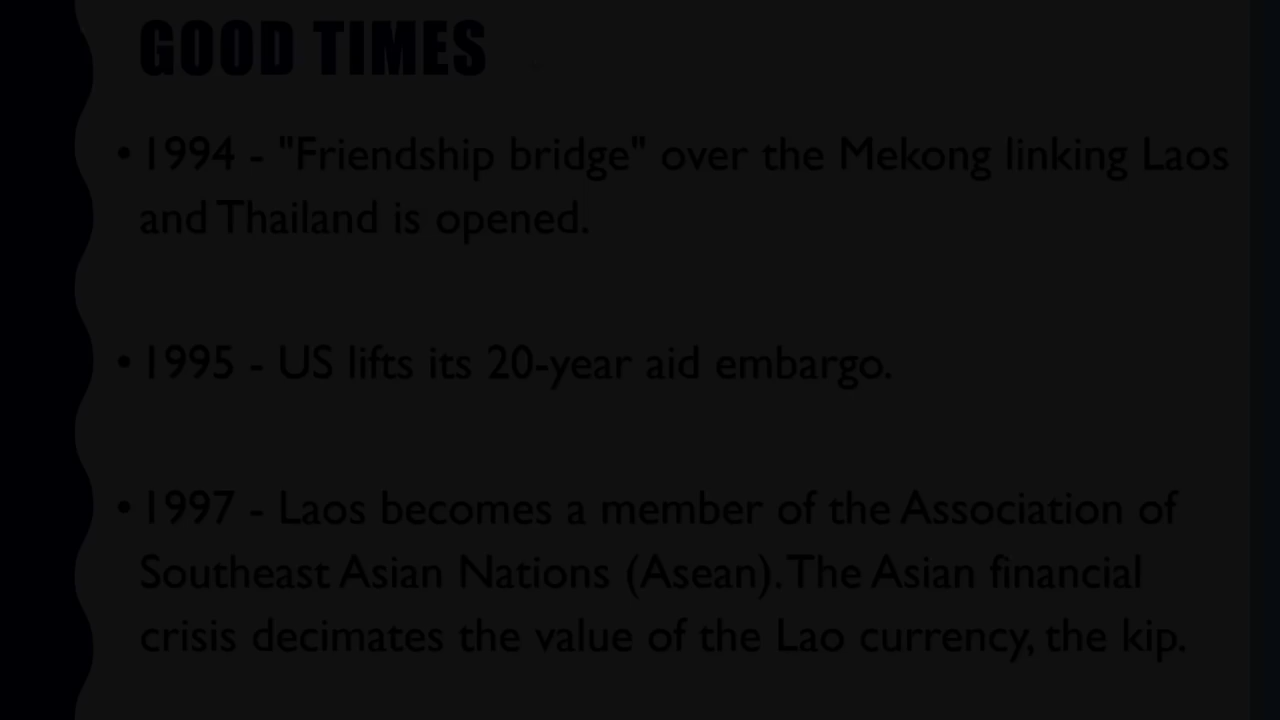 GOOD TIMES
• 1994 - "Friendship bridge" over the Mekong linking Laos
and Thailand is opened.
• 1995 - US lifts its 20-year aid embargo.
• 1997 - Laos becomes a member of the Association of
Southeast Asian Nations (Asean). The Asian financial
crisis decimates the value of the Lao currency, the kip.